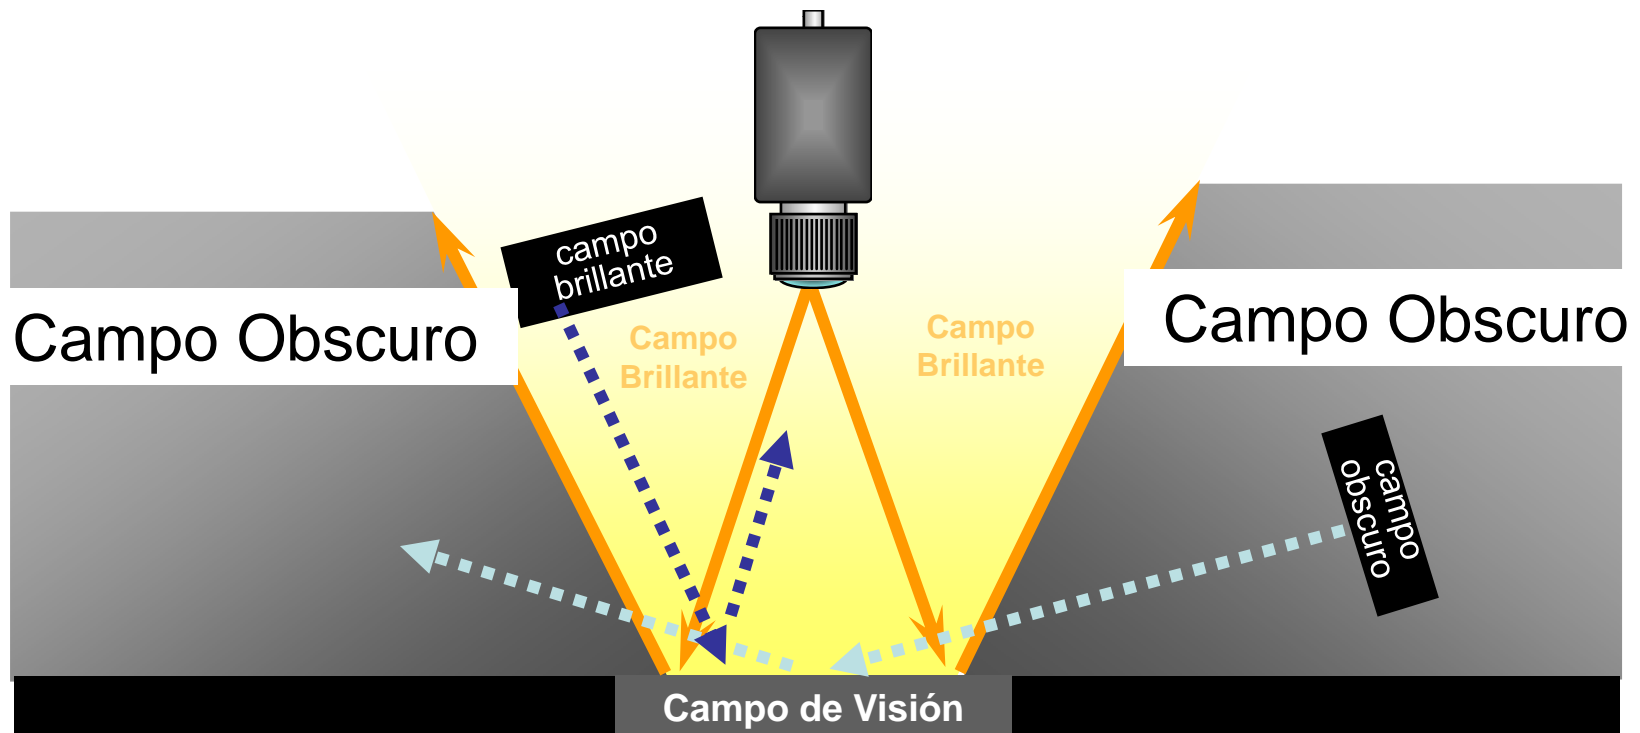 campo
brillante
Campo Obscuro
Campo
Brillante
Campo
Brillante
Campo Obscuro
campo
obscuro
Campo de Visión